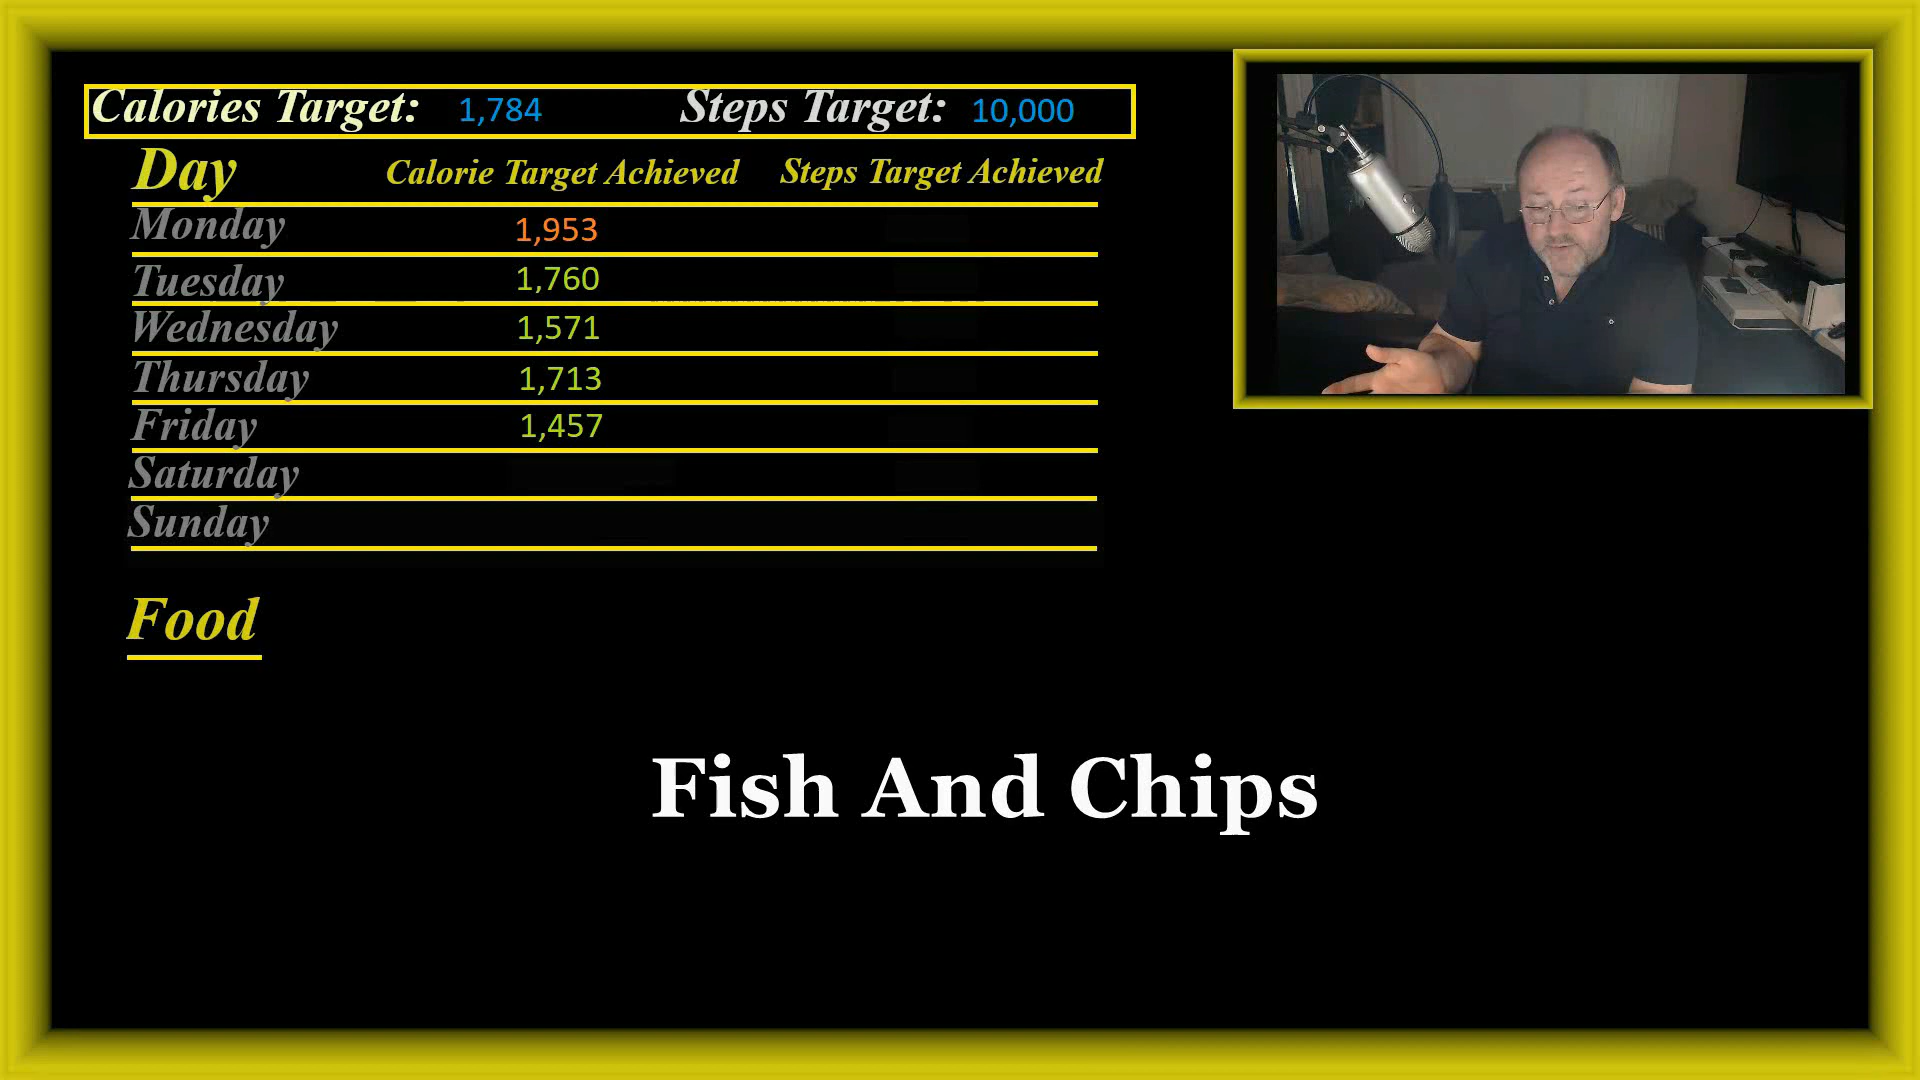 Calories Target: 1,784 Steps Target: 10,000
Day Calorie Target Achieved Steps Target Achieved
Monday 1,953
Tuesday 1,760
Wednesday 1,571
Thursday 1,713
Friday 1,457
Saturday
Sunday
Food
Fish And Chips